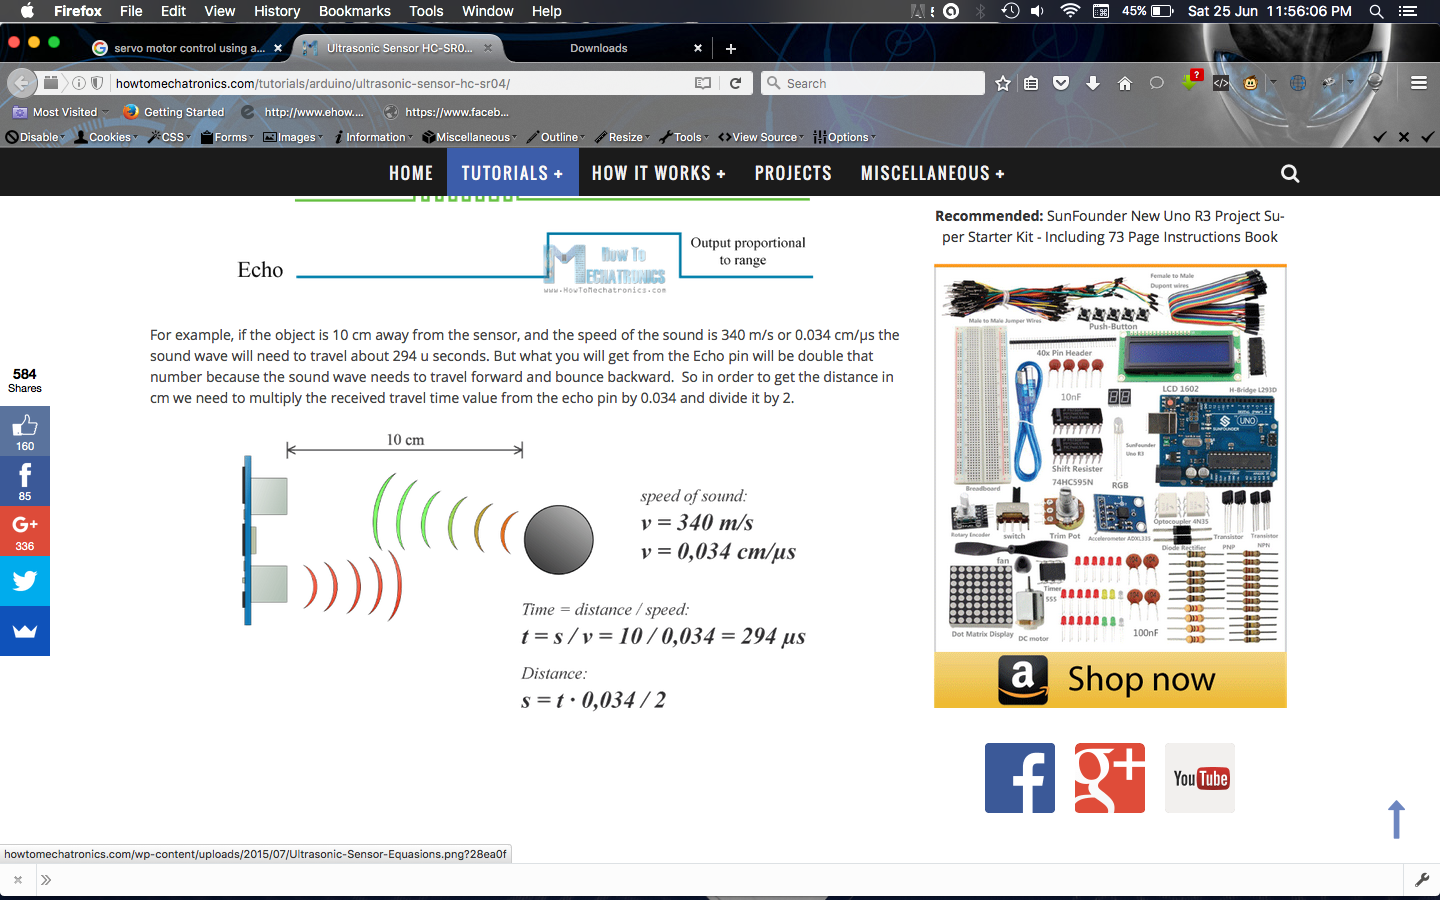 Firefox File Edit View History Bookmarks Tools Window Help
45% Sat 25 Jun 11:56:06 PM
servo motor control using a...
Ultrasonic Sensor HC-SR0...
Downloads
howtomechatronics.com/tutorials/arduino/ultrasonic-sensor-hc-sr04/
Search
?
Most Visited Getting Started http://www.ehow.... https://www.faceb...
Disable Cookies CSS Forms Images Information Miscellaneous Outline Resize Tools View Source Options
HOME TUTORIALS + HOW IT WORKS + PROJECTS MISCELLANEOUS +
Echo
How To
MECHATRONICS
www.HowToMechatronics.com
Output proportional
to range
For example, if the object is 10 cm away from the sensor, and the speed of the sound is 340 m/s or 0.034 cm/µs the
sound wave will need to travel about 294 u seconds. But what you will get from the Echo pin will be double that
number because the sound wave needs to travel forward and bounce backward. So in order to get the distance in
cm we need to multiply the received travel time value from the echo pin by 0.034 and divide it by 2.
584
Shares
160
f
85
G+
336
10 cm
speed of sound:
v = 340 m/s
v = 0,034 cm/µs
Time = distance / speed:
t = s / v = 10 / 0,034 = 294 µs
Distance:
s = t · 0,034 / 2
Recommended: SunFounder New Uno R3 Project Su-
per Starter Kit - Including 73 Page Instructions Book
Female to Male
Dupont wires
Male to Male Jumper Wires
Push-Button
40x Pin Header
LCD 1602
H-Bridge L293D
10nF
SUNFOUNDER
UNO
SunFounder
Uno R3
Shift Resister
74HC595N
RGB
Breadboard
Optocoupler 4N35
Rotary Encoder
switch
Trim Pot
Accelerometer ADXL335
Diode Rectifier
Transistor
PNP
Transistor
NPN
fan
Timer
555
Dot Matrix Display
DC motor
100nF
a
Shop now
f
g+
YouTube
howtomechatronics.com/wp-content/uploads/2015/07/Ultrasonic-Sensor-Equasions.png?28ea0f